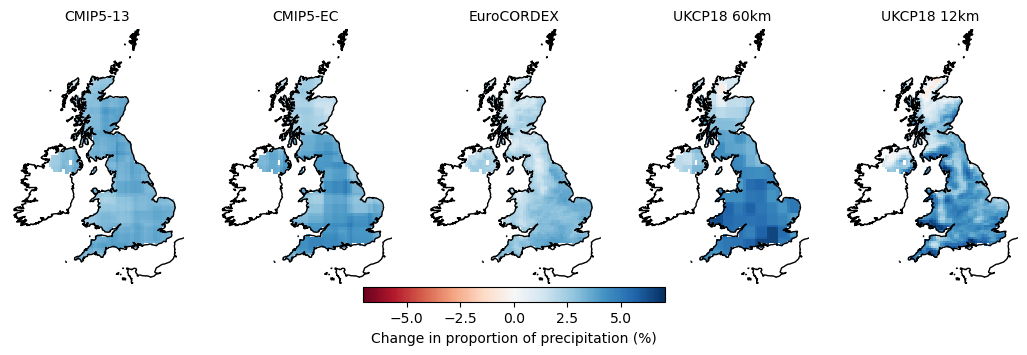 CMIP5-13 CMIP5-EC EuroCORDEX UKCP18 60km UKCP18 12km
−5.0 −2.5 0.0 2.5 5.0
Change in proportion of precipitation (%)